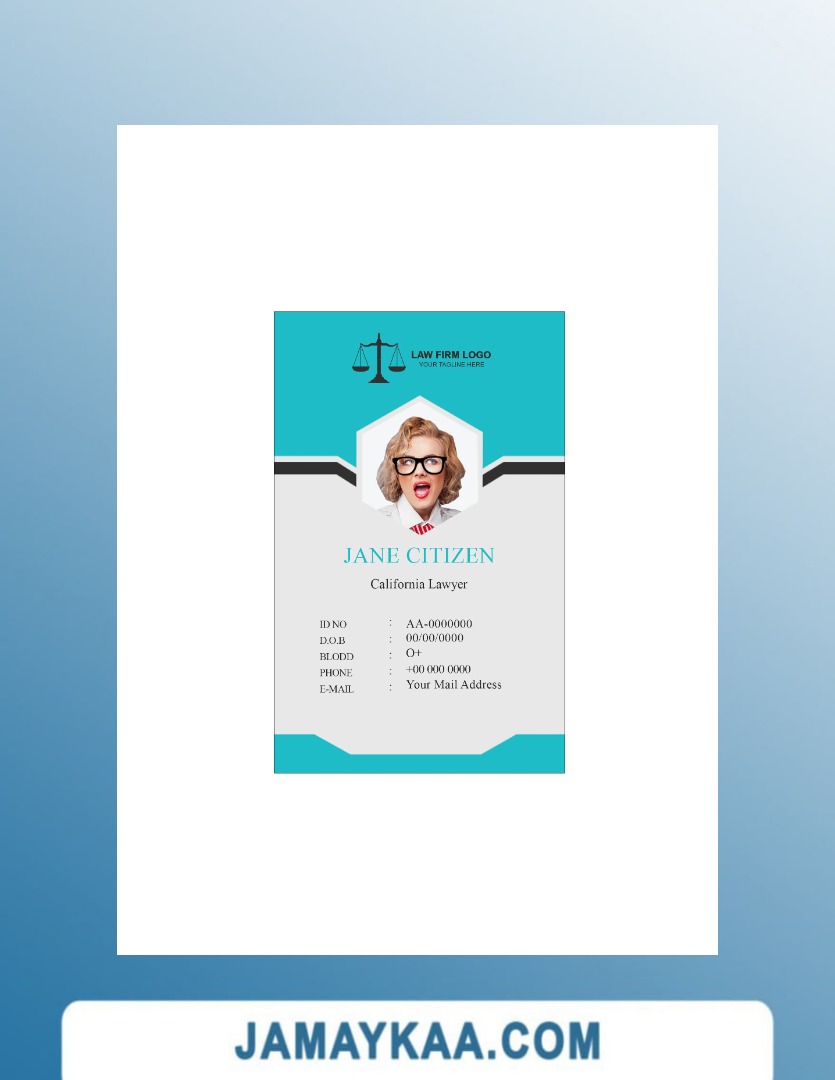 LAW FIRM LOGO
YOUR TAGLINE HERE
JANE CITIZEN
California Lawyer
ID NO : AA-0000000
D.O.B : 00/00/0000
BLODD : O+
PHONE : +00 000 0000
E-MAIL : Your Mail Address
JAMAYKAA.COM